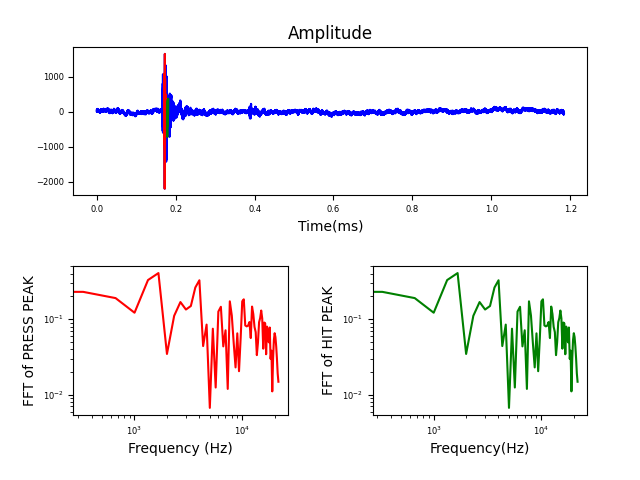 Amplitude
1000
0
−1000
−2000
0.0 0.2 0.4 0.6 0.8 1.0 1.2
Time(ms)
FFT of PRESS PEAK
10⁻¹
10⁻²
10³ 10⁴
Frequency (Hz)
FFT of HIT PEAK
10⁻¹
10⁻²
10³ 10⁴
Frequency(Hz)